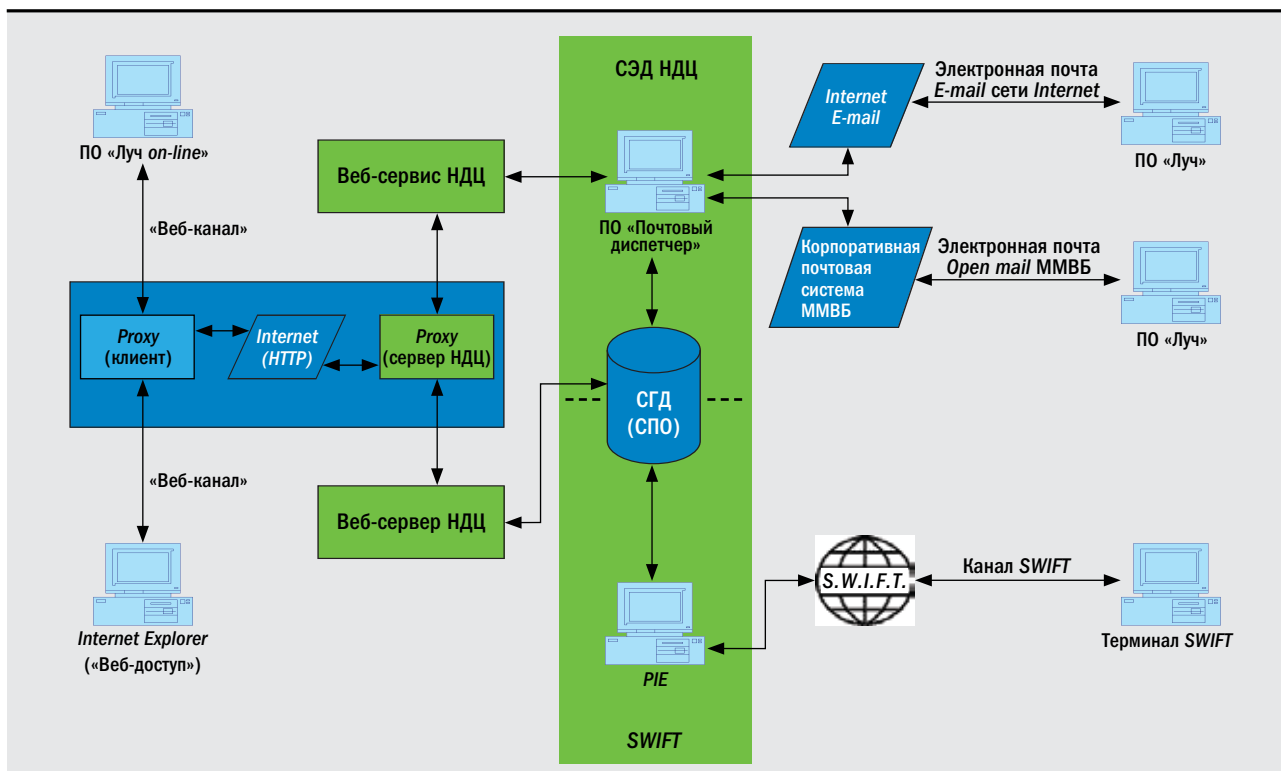 СЭД НДЦ
ПО «Луч on-line»
«Веб-канал»
Веб-сервис НДЦ
ПО «Почтовый
диспетчер»
Internet
E-mail
Электронная почта
E-mail сети Internet
ПО «Луч»
Корпоративная
почтовая
система
ММВБ
Электронная почта
Open mail ММВБ
ПО «Луч»
Proxy
(клиент)
Internet
(HTTP)
Proxy
(сервер НДЦ)
СГД
(СПО)
«Веб-канал»
Веб-сервер НДЦ
Internet Explorer
(«Веб-доступ»)
S.W.I.F.T.
Канал SWIFT
Терминал SWIFT
PIE
SWIFT